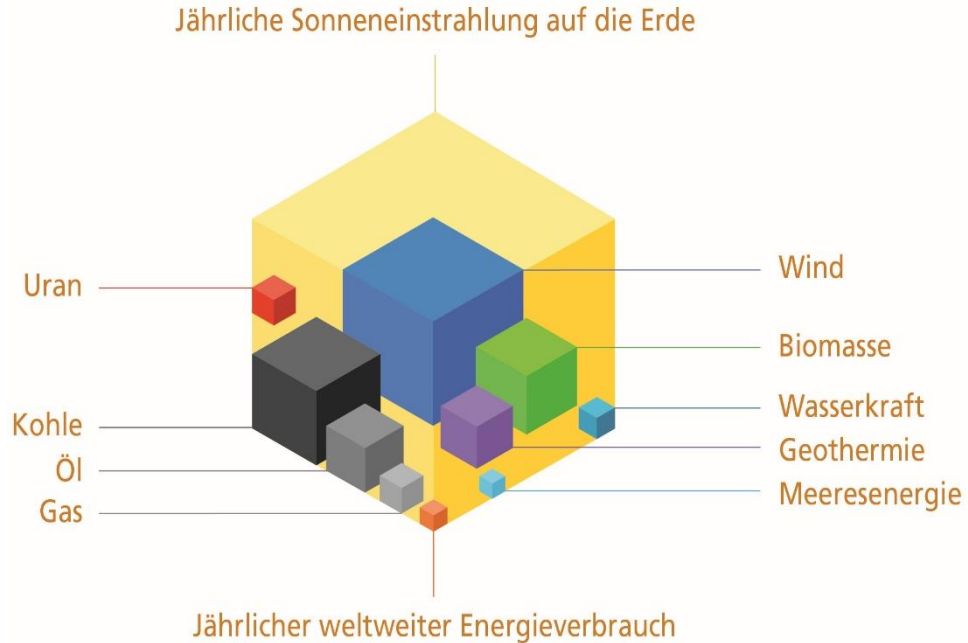 Jährliche Sonneneinstrahlung auf die Erde
Uran
Kohle
Öl
Gas
Wind
Biomasse
Wasserkraft
Geothermie
Meeresenergie
Jährlicher weltweiter Energieverbrauch